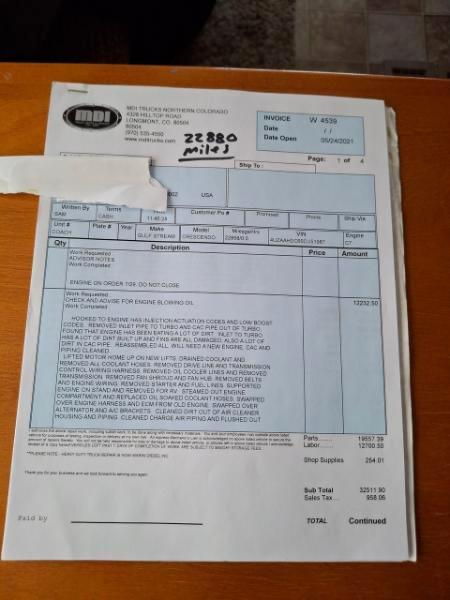 MDI
MDI TRUCKS NORTHERN COLORADO
4328 HILLTOP ROAD
LONGMONT, CO. 80504
80504
(970) 535-4550
www.mditrucks.com
22880
miles
INVOICE W 4539
Date / /
Date Open 05/24/2021
Page: 1 of 4
Ship To :
USA
Written By Terms Customer Po # Promised Phone Ship Via
SAM CASH
Unit # Plate # Year Make Model Mileage/Hrs VIN Engine
COACH GULF STREAM CRESCENDO C7
Qty Description Price Amount
Work Requested
ADVISOR NOTES
Work Completed
ENGINE ON ORDER TGR. DO NOT CLOSE
Work Requested
CHECK AND ADVISE FOR ENGINE BLOWING OIL 12232.50
Work Completed
HOOKED TO ENGINE HAS INJECTION ACTUATION CODES AND LOW BOOST
CODES. REMOVED INLET PIPE TO TURBO AND CAC PIPE OUT OF TURBO.
FOUND THAT ENGINE HAS BEEN EATING A LOT OF DIRT. INLET TO TURBO
HAS A LOT OF DIRT BUILT UP AND FINS ARE ALL DAMAGED. ALSO A LOT OF
DIRT IN CAC PIPE. REASSEMBLED ALL. WILL NEED A NEW ENGINE, CAC AND
PIPING CLEANED.
LIFTED MOTOR HOME UP ON NEW LIFTS. DRAINED COOLANT AND
REMOVED ALL COOLANT HOSES. REMOVED DRIVE LINE AND TRANSMISSION
CONTROL WIRING HARNESS. REMOVED OIL COOLER LINES AND REMOVED
TRANSMISSION. REMOVED FAN SHROUD AND FAN HUB. REMOVED BELTS
AND ENGINE WIRING. REMOVED STARTER AND FUEL LINES. SUPPORTED
ENGINE ON STAND AND REMOVED FOR RV. STEAMED OUT ENGINE
COMPARTMENT AND REPLACED OIL SOAKED COOLANT HOSES. SWAPPED
OVER ENGINE HARNESS AND ECM FROM OLD ENGINE. SWAPPED OVER
ALTERNATOR AND A/C BRACKETS. CLEANED DIRT OUT OF AIR CLEANER
HOUSING AND PIPING. CLEANED CHARGE AIR PIPING AND FLUSHED OUT
Parts....... 19557.39
Labor....... 12700.50
Shop Supplies 254.01
Thank you for your business and we look forward to serving you again!
Sub Total 32511.90
Sales Tax... 958.06
Paid by
TOTAL Continued